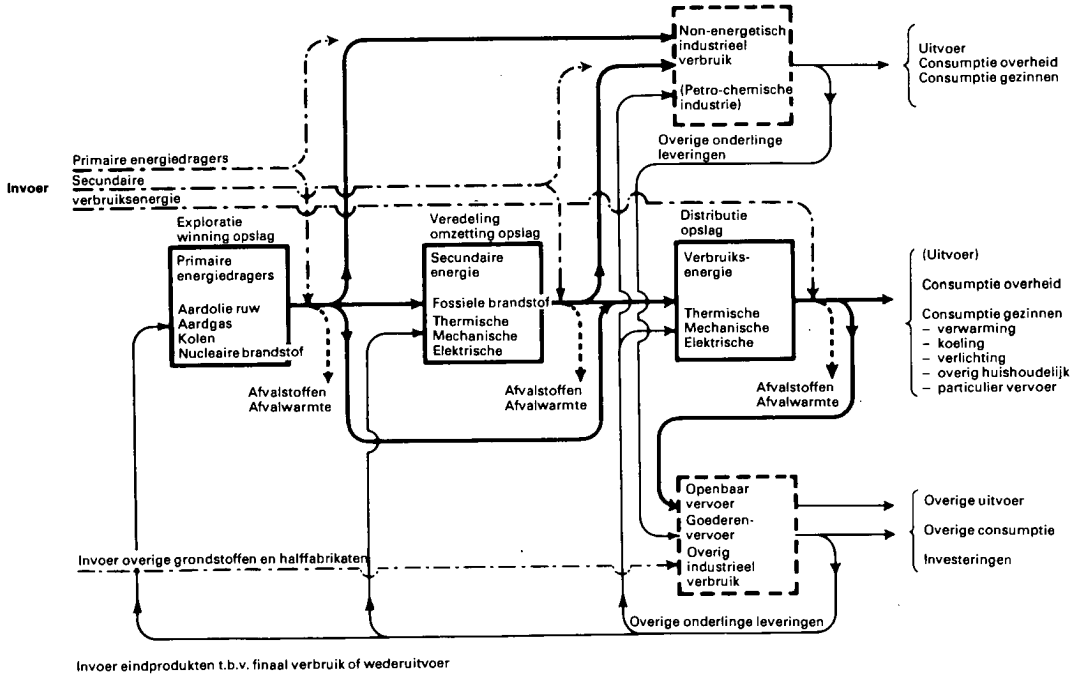 Non-energetisch
industrieel
verbruik
(Petro-chemische
industrie)
Uitvoer
Consumptie overheid
Consumptie gezinnen
Overige onderlinge
leveringen
Invoer
Primaire energiedragers
Secundaire
verbruiksenergie
Exploratie
winning opslag
Primaire
energiedragers
Aardolie ruw
Aardgas
Kolen
Nucleaire brandstof
Afvalstoffen
Afvalwarmte
Veredeling
omzetting opslag
Secundaire
energie
Fossiele brandstof
Thermische
Mechanische
Elektrische
Afvalstoffen
Afvalwarmte
Distributie
opslag
Verbruiks-
energie
Thermische
Mechanische
Elektrische
Afvalstoffen
Afvalwarmte
(Uitvoer)
Consumptie overheid
Consumptie gezinnen
– verwarming
– koeling
– verlichting
– overig huishoudelijk
– particulier vervoer
Openbaar
vervoer
Goederen-
vervoer
Overig
industrieel
verbruik
Overige uitvoer
Overige consumptie
Investeringen
Invoer overige grondstoffen en halffabrikaten
Overige onderlinge leveringen
Invoer eindprodukten t.b.v. finaal verbruik of wederuitvoer